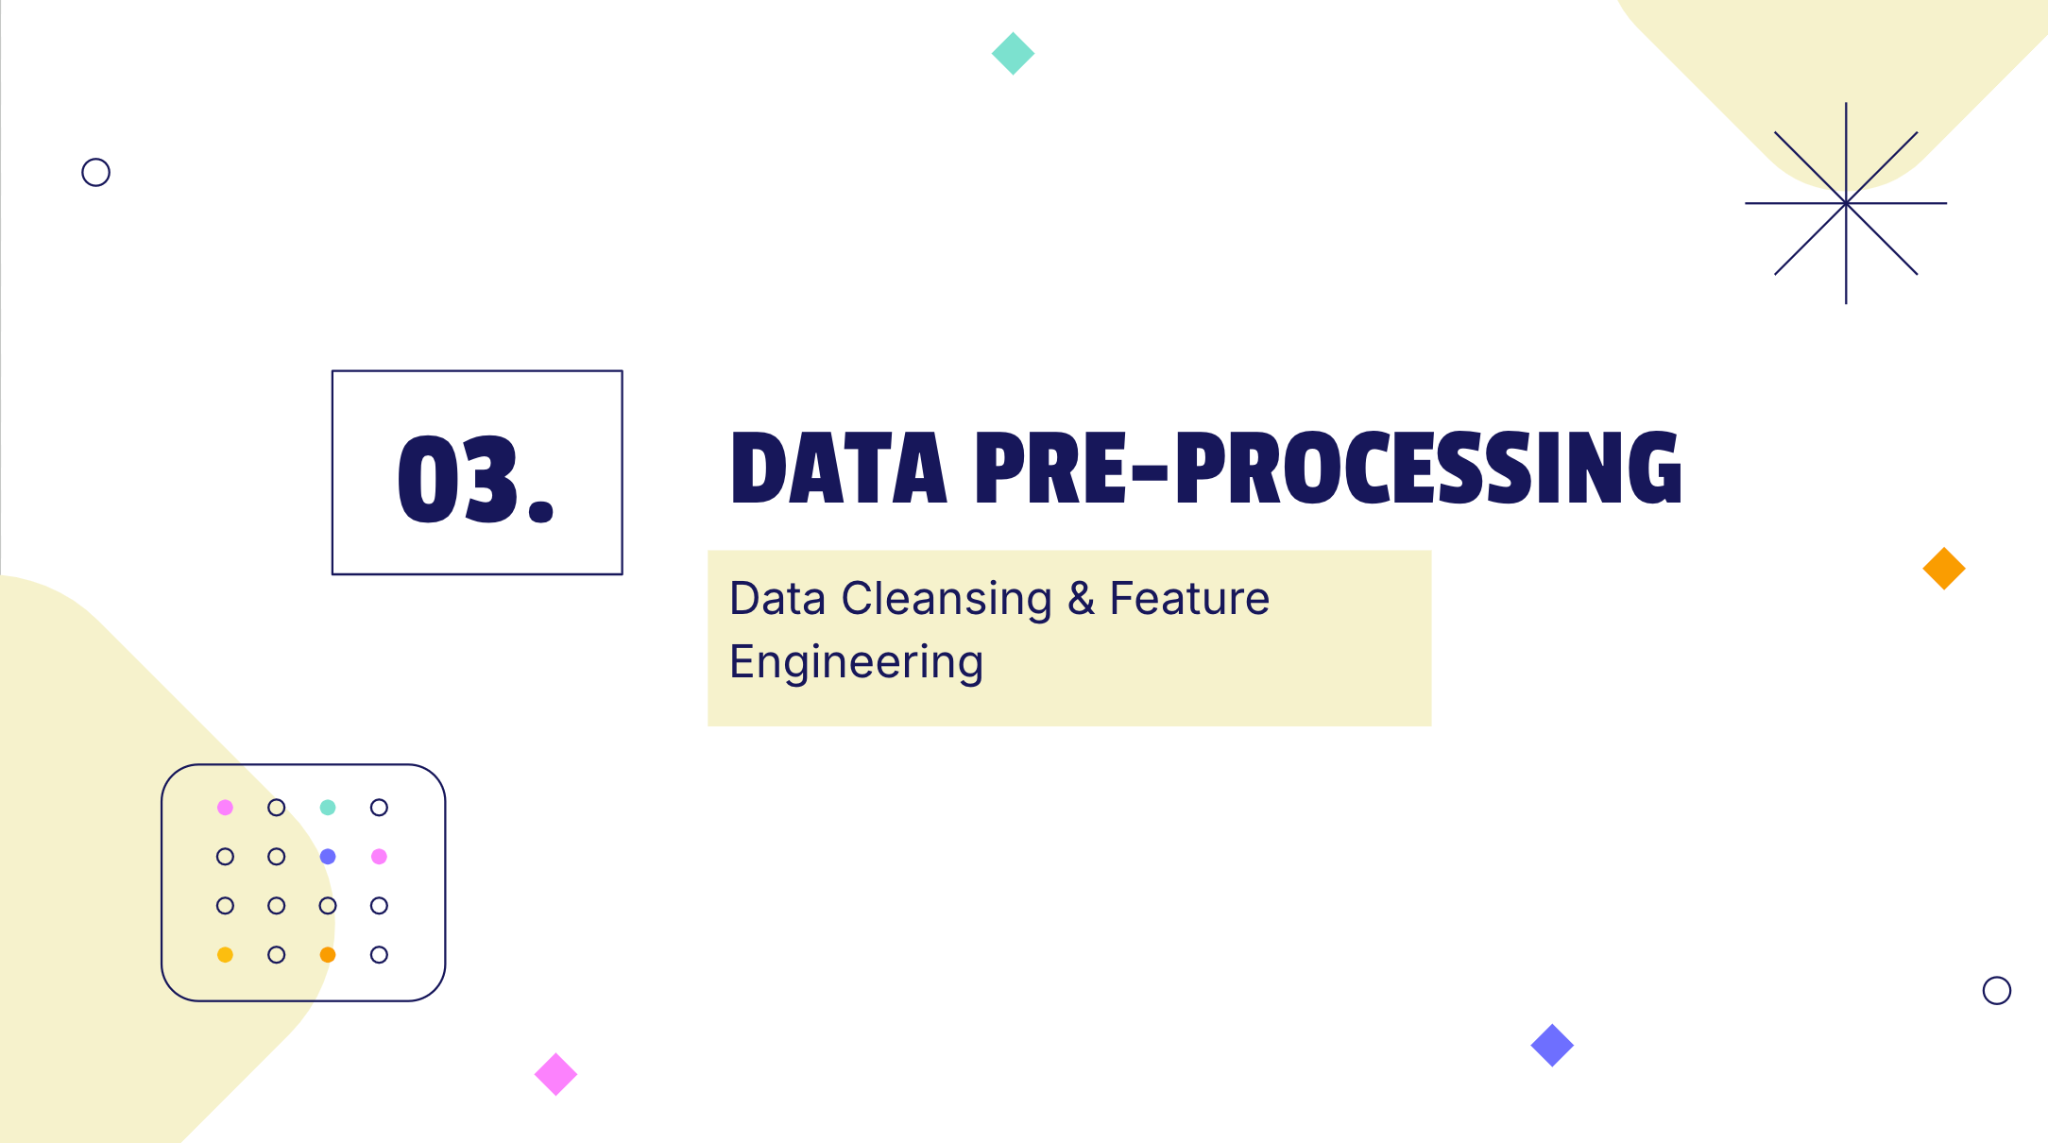 03.
DATA PRE-PROCESSING
Data Cleansing & Feature
Engineering